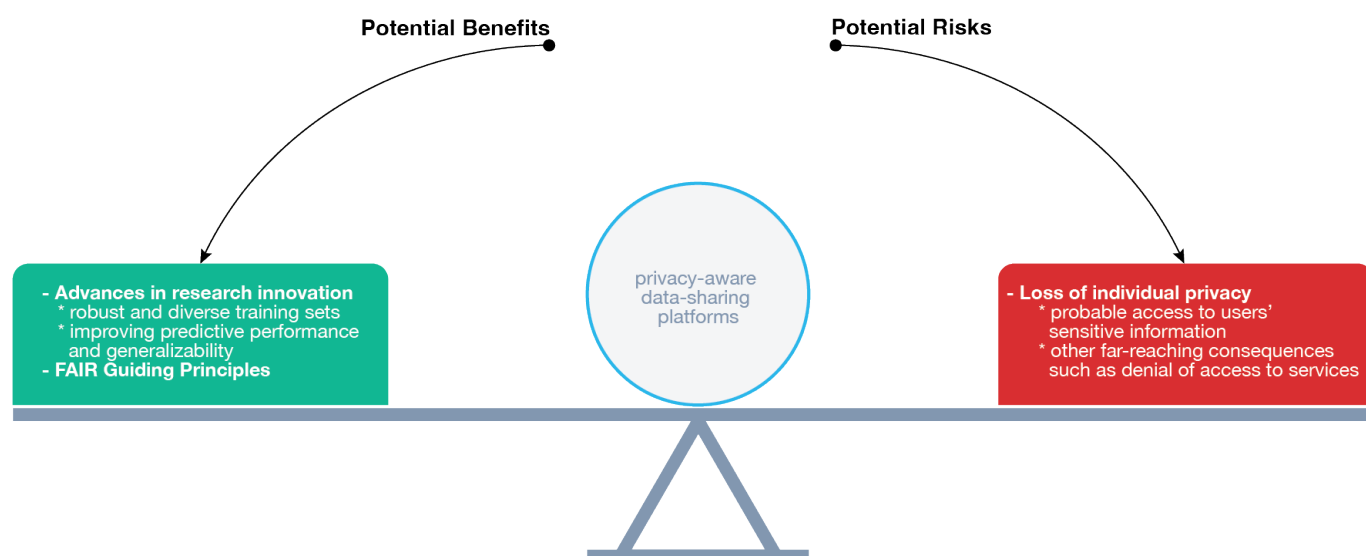 Potential Benefits
Potential Risks
- Advances in research innovation
* robust and diverse training sets
* improving predictive performance
and generalizability
- FAIR Guiding Principles
privacy-aware
data-sharing
platforms
- Loss of individual privacy
* probable access to users’
sensitive information
* other far-reaching consequences
such as denial of access to services